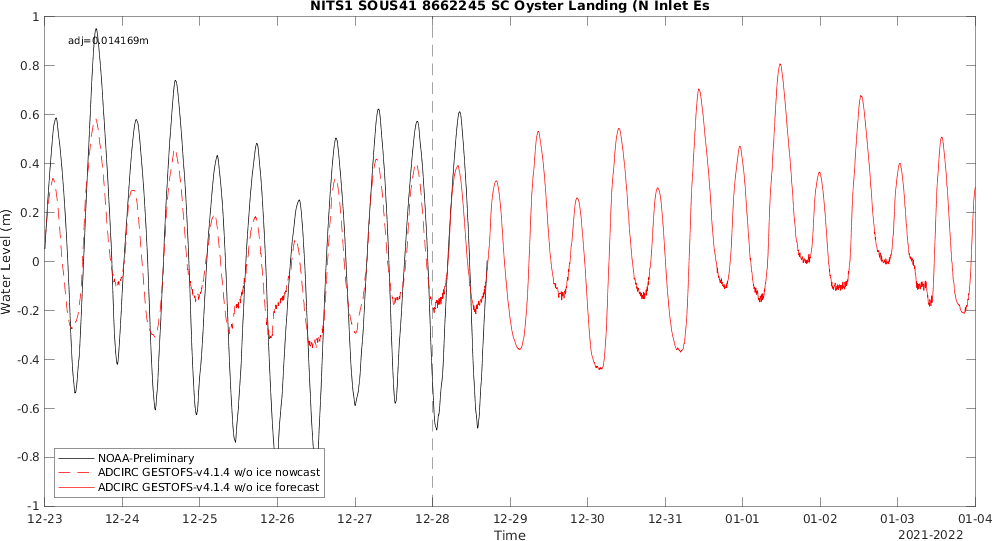 NITS1 SOUS41 8662245 SC Oyster Landing (N Inlet Es
adj=0.014169m
1
0.8
0.6
0.4
0.2
0
-0.2
-0.4
-0.6
-0.8
-1
Water Level (m)
NOAA-Preliminary
ADCIRC GESTOFS-v4.1.4 w/o ice nowcast
ADCIRC GESTOFS-v4.1.4 w/o ice forecast
12-23 12-24 12-25 12-26 12-27 12-28 12-29 12-30 12-31 01-01 01-02 01-03 01-04
Time
2021-2022